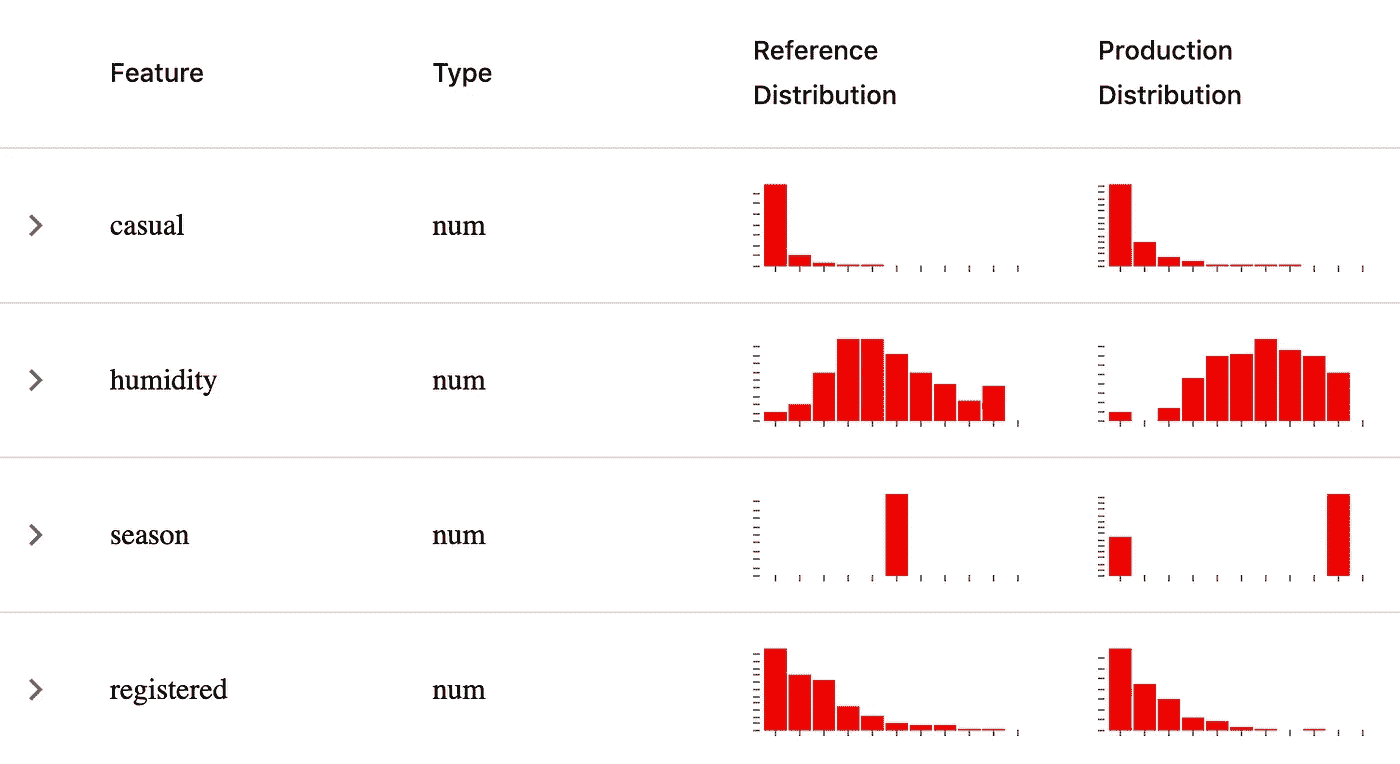 Feature
Type
Reference
Distribution
Production
Distribution
casual
num
humidity
num
season
num
registered
num